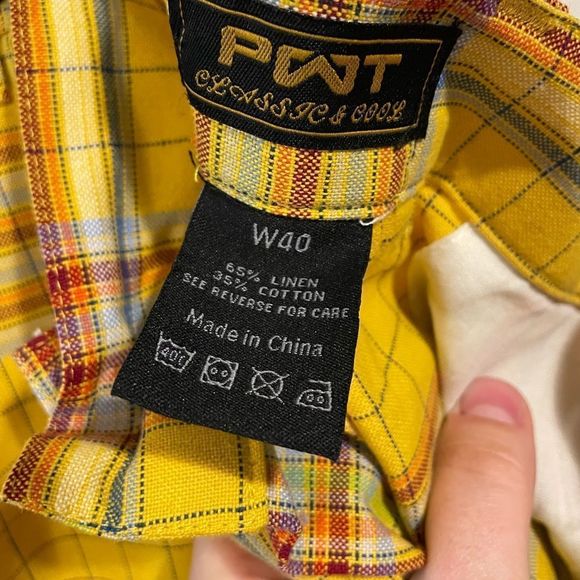 PWT
CLASSIC & COOL
W40
65% LINEN
35% COTTON
SEE REVERSE FOR CARE
Made in China
40°C